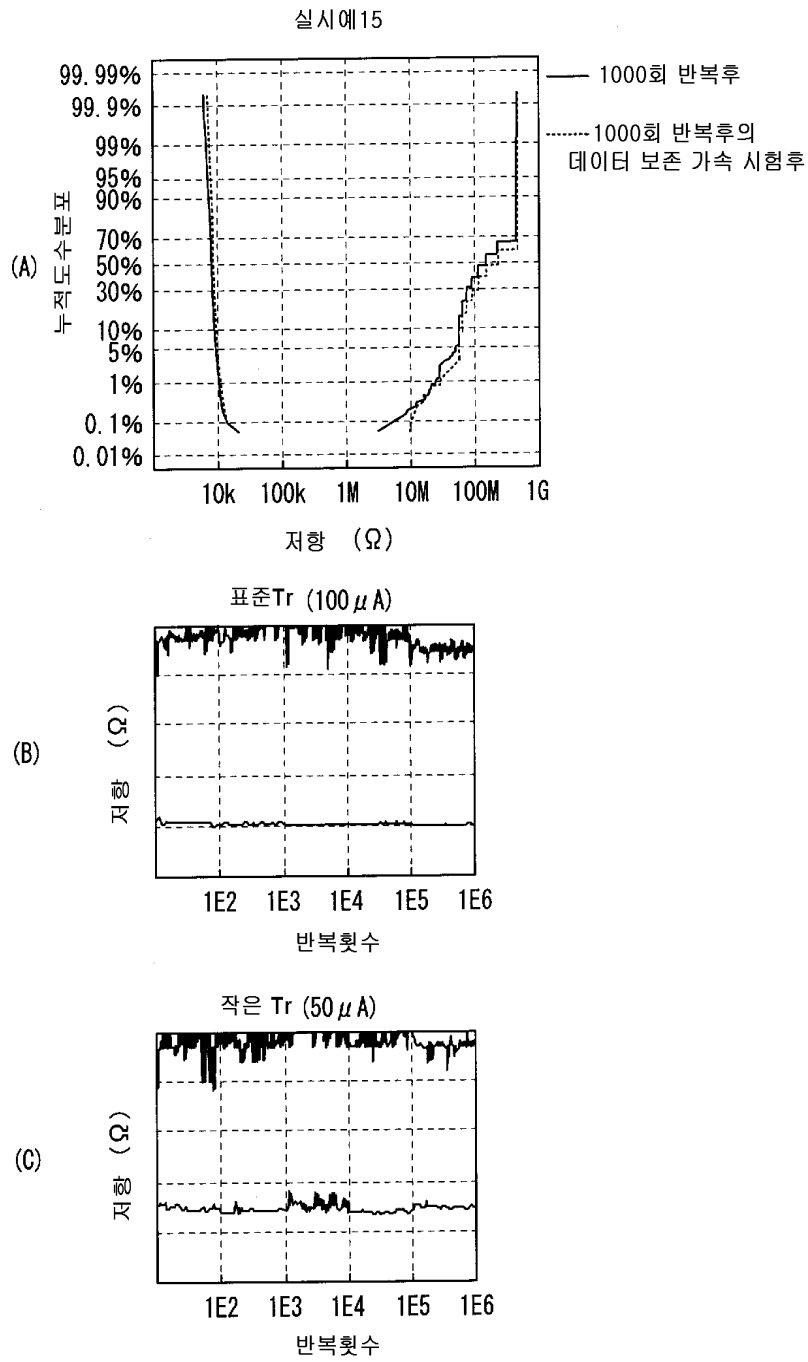 실시예15
(A)
누적도수분포
99.99%
99.9%
99%
95%
90%
70%
50%
30%
10%
5%
1%
0.1%
0.01%
10k 100k 1M 10M 100M 1G
저항 (Ω)
1000회 반복후
1000회 반복후의
데이터 보존 가속 시험후
표준Tr (100μA)
(B)
저항 (Ω)
1E2 1E3 1E4 1E5 1E6
반복횟수
작은 Tr (50μA)
(C)
저항 (Ω)
1E2 1E3 1E4 1E5 1E6
반복횟수